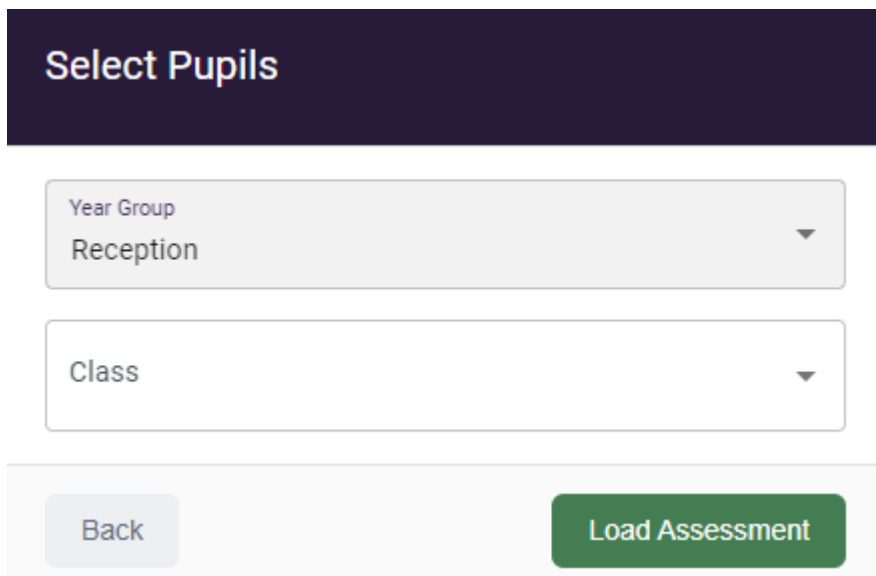 Select Pupils
Year Group
Reception
Class
Back
Load Assessment